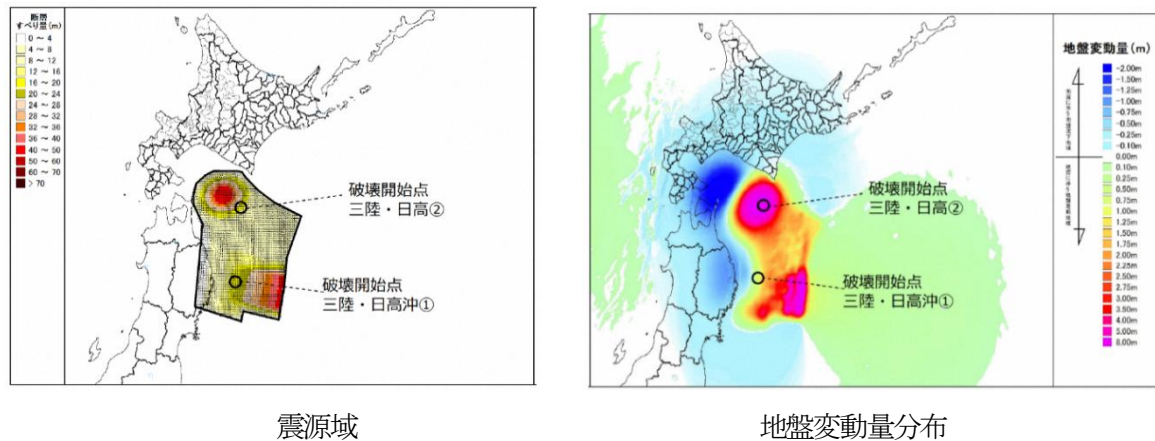 断層
すべり量(m)
0 ～ 4
4 ～ 8
8 ～ 12
12 ～ 16
16 ～ 20
20 ～ 24
24 ～ 28
28 ～ 32
32 ～ 36
36 ～ 40
40 ～ 50
50 ～ 60
60 ～ 70
> 70
破壊開始点
三陸・日高②
破壊開始点
三陸・日高沖①
震源域
破壊開始点
三陸・日高②
破壊開始点
三陸・日高沖①
地盤変動量(m)
-2.00m
-1.50m
-1.25m
-1.00m
-0.75m
-0.50m
-0.25m
-0.10m
0.00m
0.10m
0.25m
0.50m
0.75m
1.00m
1.25m
1.50m
1.75m
2.00m
2.25m
2.50m
2.75m
3.00m
3.50m
4.00m
5.00m
6.00m
地盤変動量分布